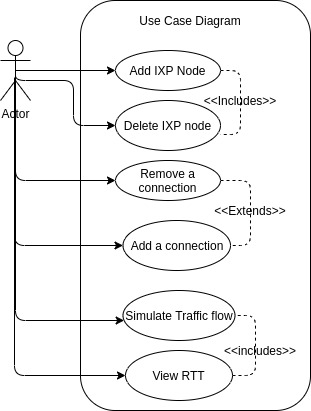 Use Case Diagram
Add IXP Node
<<Includes>>
Actor
Delete IXP node
Remove a
connection
<<Extends>>
Add a connection
Simulate Traffic flow
<<includes>>
View RTT